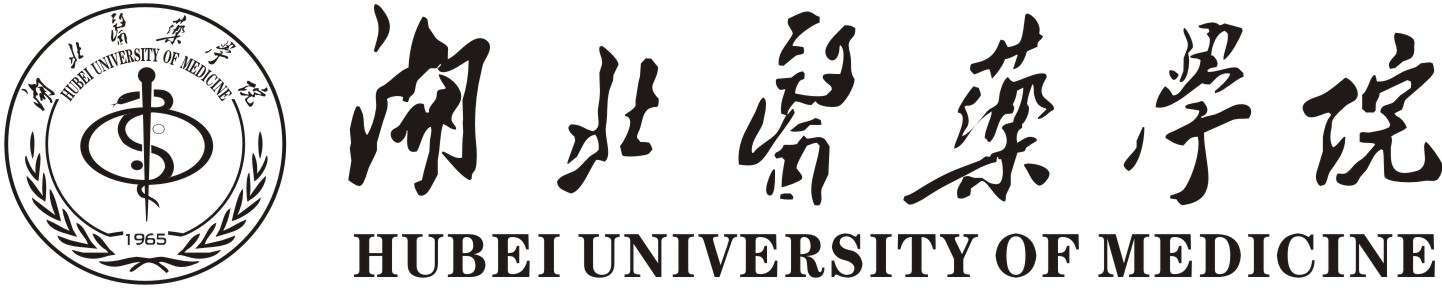 湖北醫藥學院
HUBEI UNIVERSITY OF MEDICINE
1965
湖北醫藥學院
HUBEI UNIVERSITY OF MEDICINE